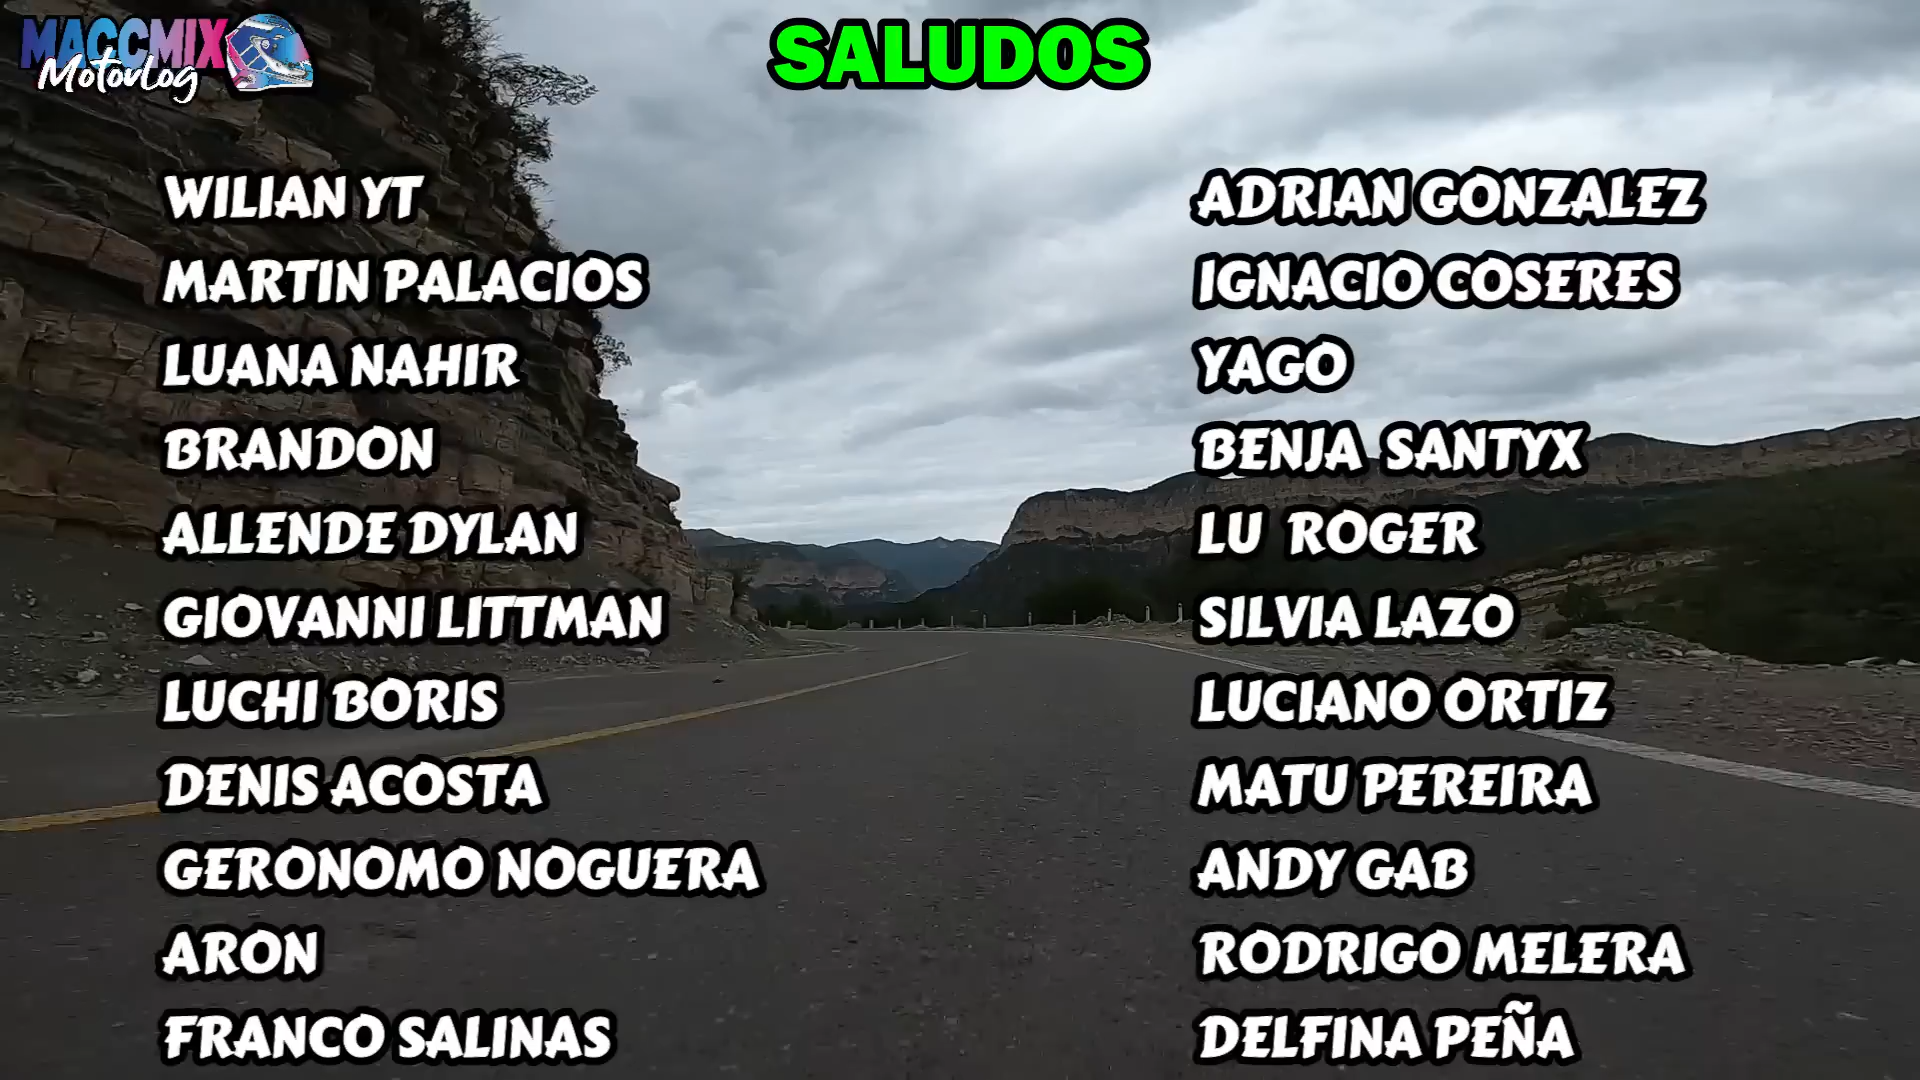 MACCMIX
Motovlog
SALUDOS
WILIAN YT
MARTIN PALACIOS
LUANA NAHIR
BRANDON
ALLENDE DYLAN
GIOVANNI LITTMAN
LUCHI BORIS
DENIS ACOSTA
GERONOMO NOGUERA
ARON
FRANCO SALINAS
ADRIAN GONZALEZ
IGNACIO COSERES
YAGO
BENJA SANTYX
LU ROGER
SILVIA LAZO
LUCIANO ORTIZ
MATU PEREIRA
ANDY GAB
RODRIGO MELERA
DELFINA PEÑA